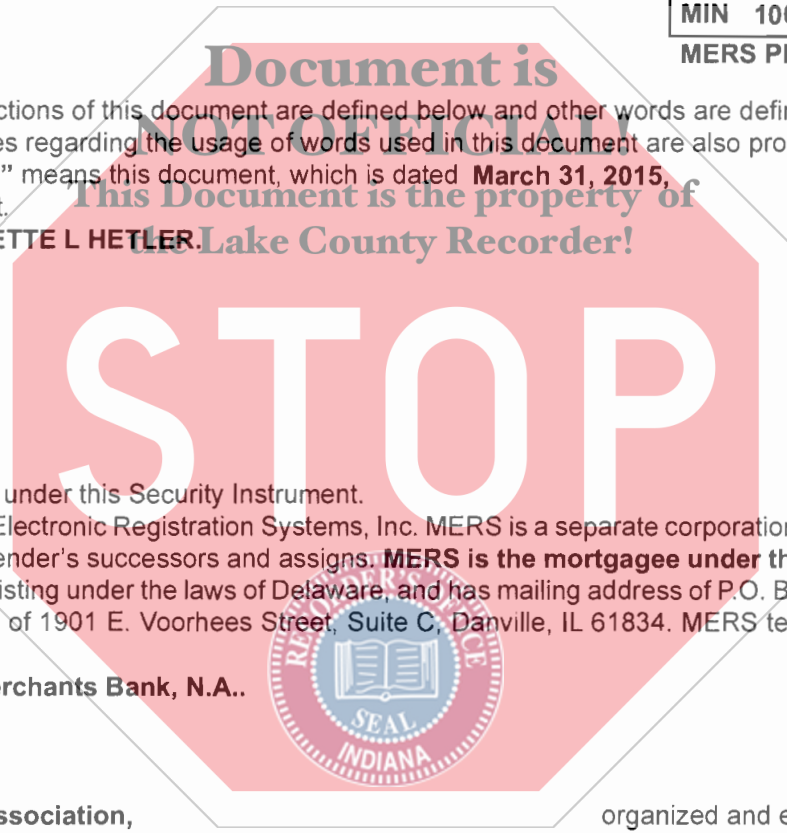 MIN 100
MERS PI
Document is
ctions of this document are defined below and other words are defin
NOT OFFICIAL!
es regarding the usage of words used in this document are also pro
" means this document, which is dated March 31, 2015,
This Document is the property of
t.
ETTE L HETLER.
the Lake County Recorder!
STOP
under this Security Instrument.
Electronic Registration Systems, Inc. MERS is a separate corporation
ender's successors and assigns. MERS is the mortgagee under th
isting under the laws of Delaware, and has mailing address of P.O. B
of 1901 E. Voorhees Street, Suite C, Danville, IL 61834. MERS te
RECORDER'S OFFICE
erchants Bank, N.A..
SEAL
INDIANA
ssociation,
organized and e